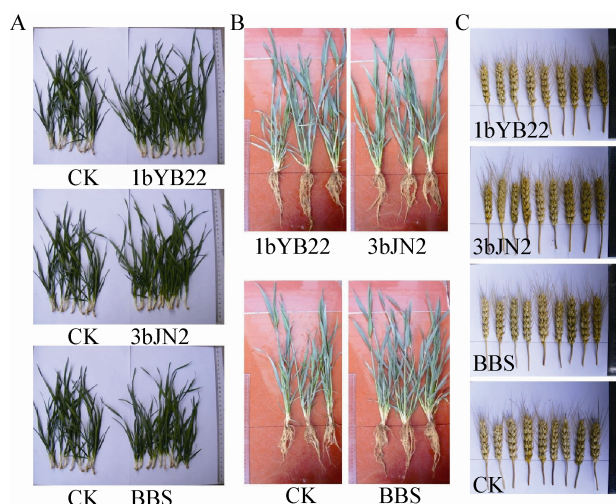 A
CK 1bYB22
CK 3bJN2
CK BBS
B
1bYB22 3bJN2
CK BBS
C
1bYB22
3bJN2
BBS
CK